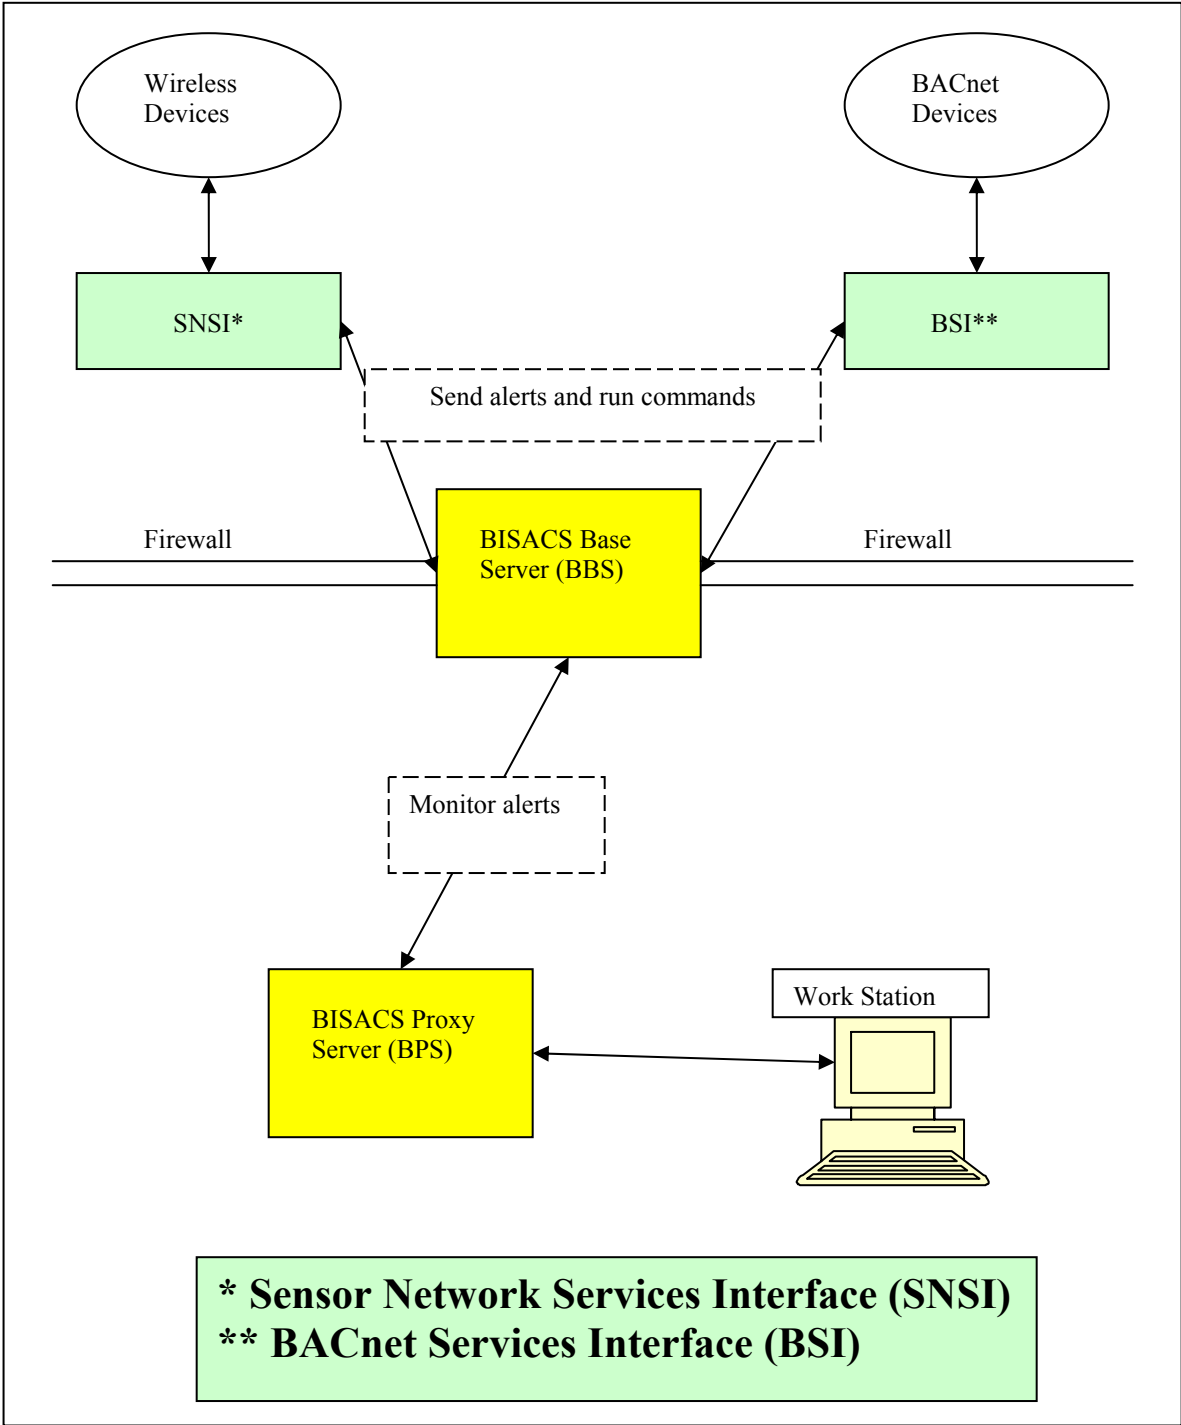 Wireless
Devices
BACnet
Devices
SNSI*
BSI**
Send alerts and run commands
Firewall
BISACS Base
Server (BBS)
Firewall
Monitor alerts
BISACS Proxy
Server (BPS)
Work Station
* Sensor Network Services Interface (SNSI)
** BACnet Services Interface (BSI)